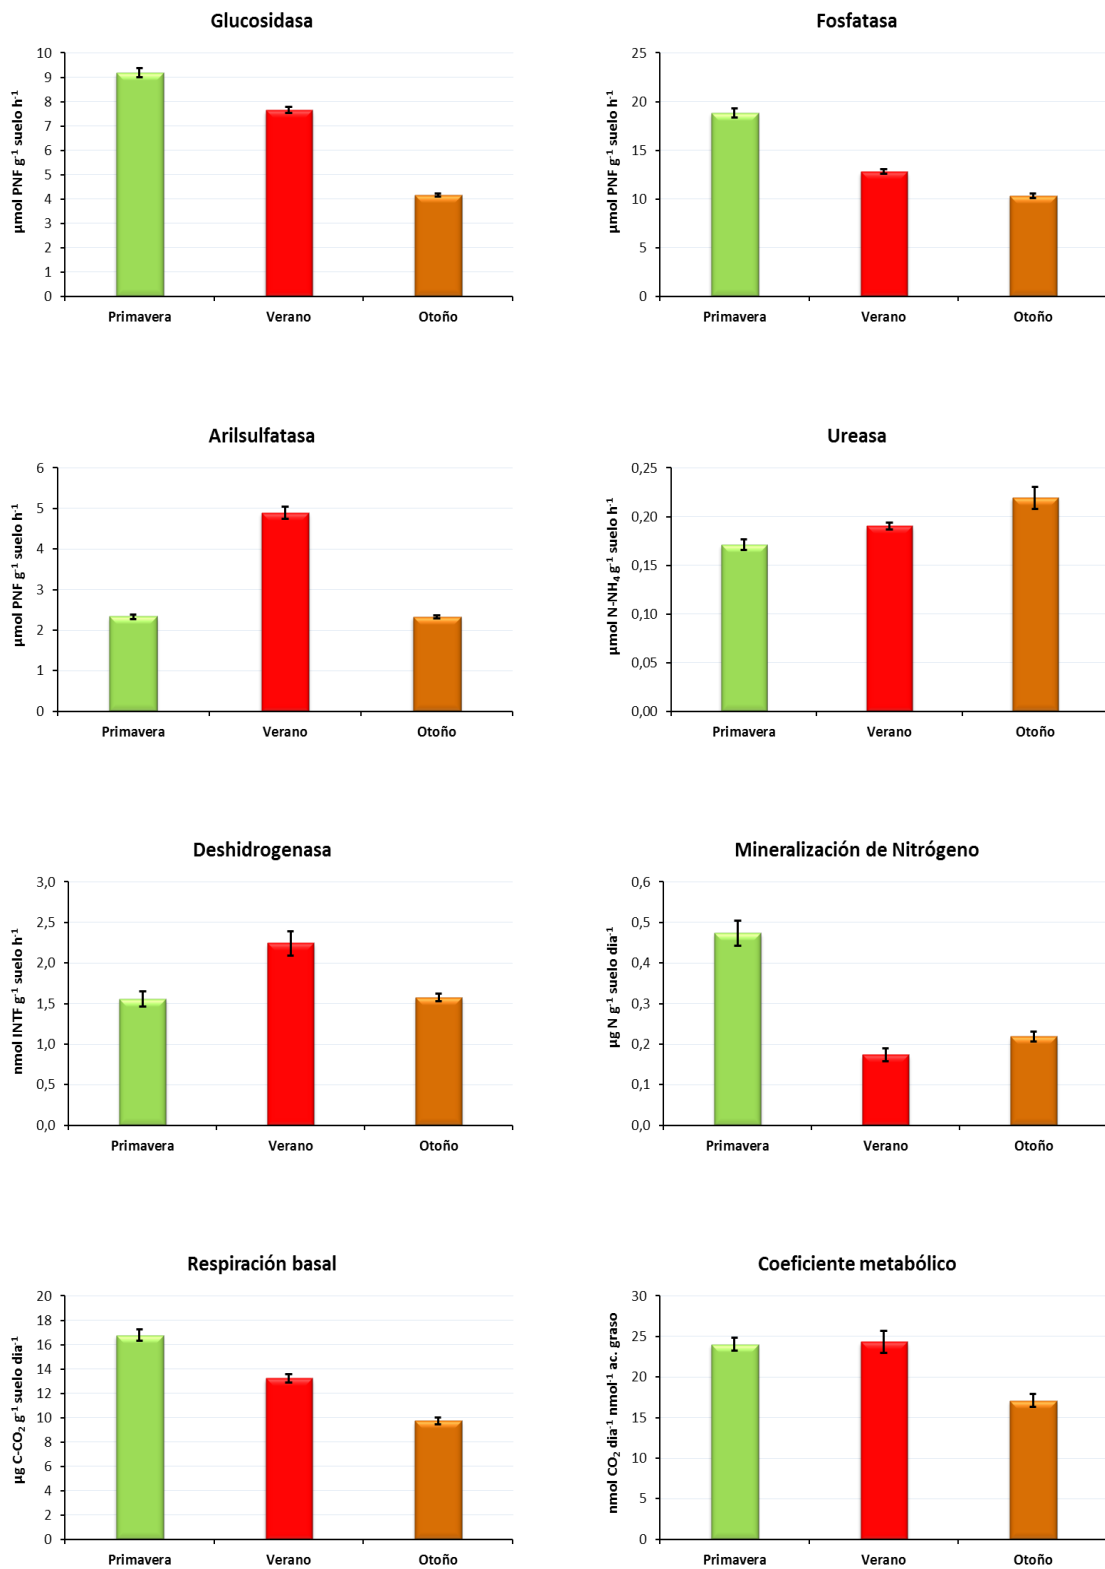 Glucosidasa
µmol PNF g⁻¹ suelo h⁻¹
10
9
8
7
6
5
4
3
2
1
0
Primavera Verano Otoño
Fosfatasa
µmol PNF g⁻¹ suelo h⁻¹
25
20
15
10
5
0
Primavera Verano Otoño
Arilsulfatasa
µmol PNF g⁻¹ suelo h⁻¹
6
5
4
3
2
1
0
Primavera Verano Otoño
Ureasa
µmol N-NH₄ g⁻¹ suelo h⁻¹
0,25
0,20
0,15
0,10
0,05
0,00
Primavera Verano Otoño
Deshidrogenasa
nmol INTF g⁻¹ suelo h⁻¹
3,0
2,5
2,0
1,5
1,0
0,5
0,0
Primavera Verano Otoño
Mineralización de Nitrógeno
µg N g⁻¹ suelo dia⁻¹
0,6
0,5
0,4
0,3
0,2
0,1
0,0
Primavera Verano Otoño
Respiración basal
µg C-CO₂ g⁻¹ suelo dia⁻¹
20
18
16
14
12
10
8
6
4
2
0
Primavera Verano Otoño
Coeficiente metabólico
nmol CO₂ dia⁻¹ nmol⁻¹ ac. graso
30
25
20
15
10
5
0
Primavera Verano Otoño